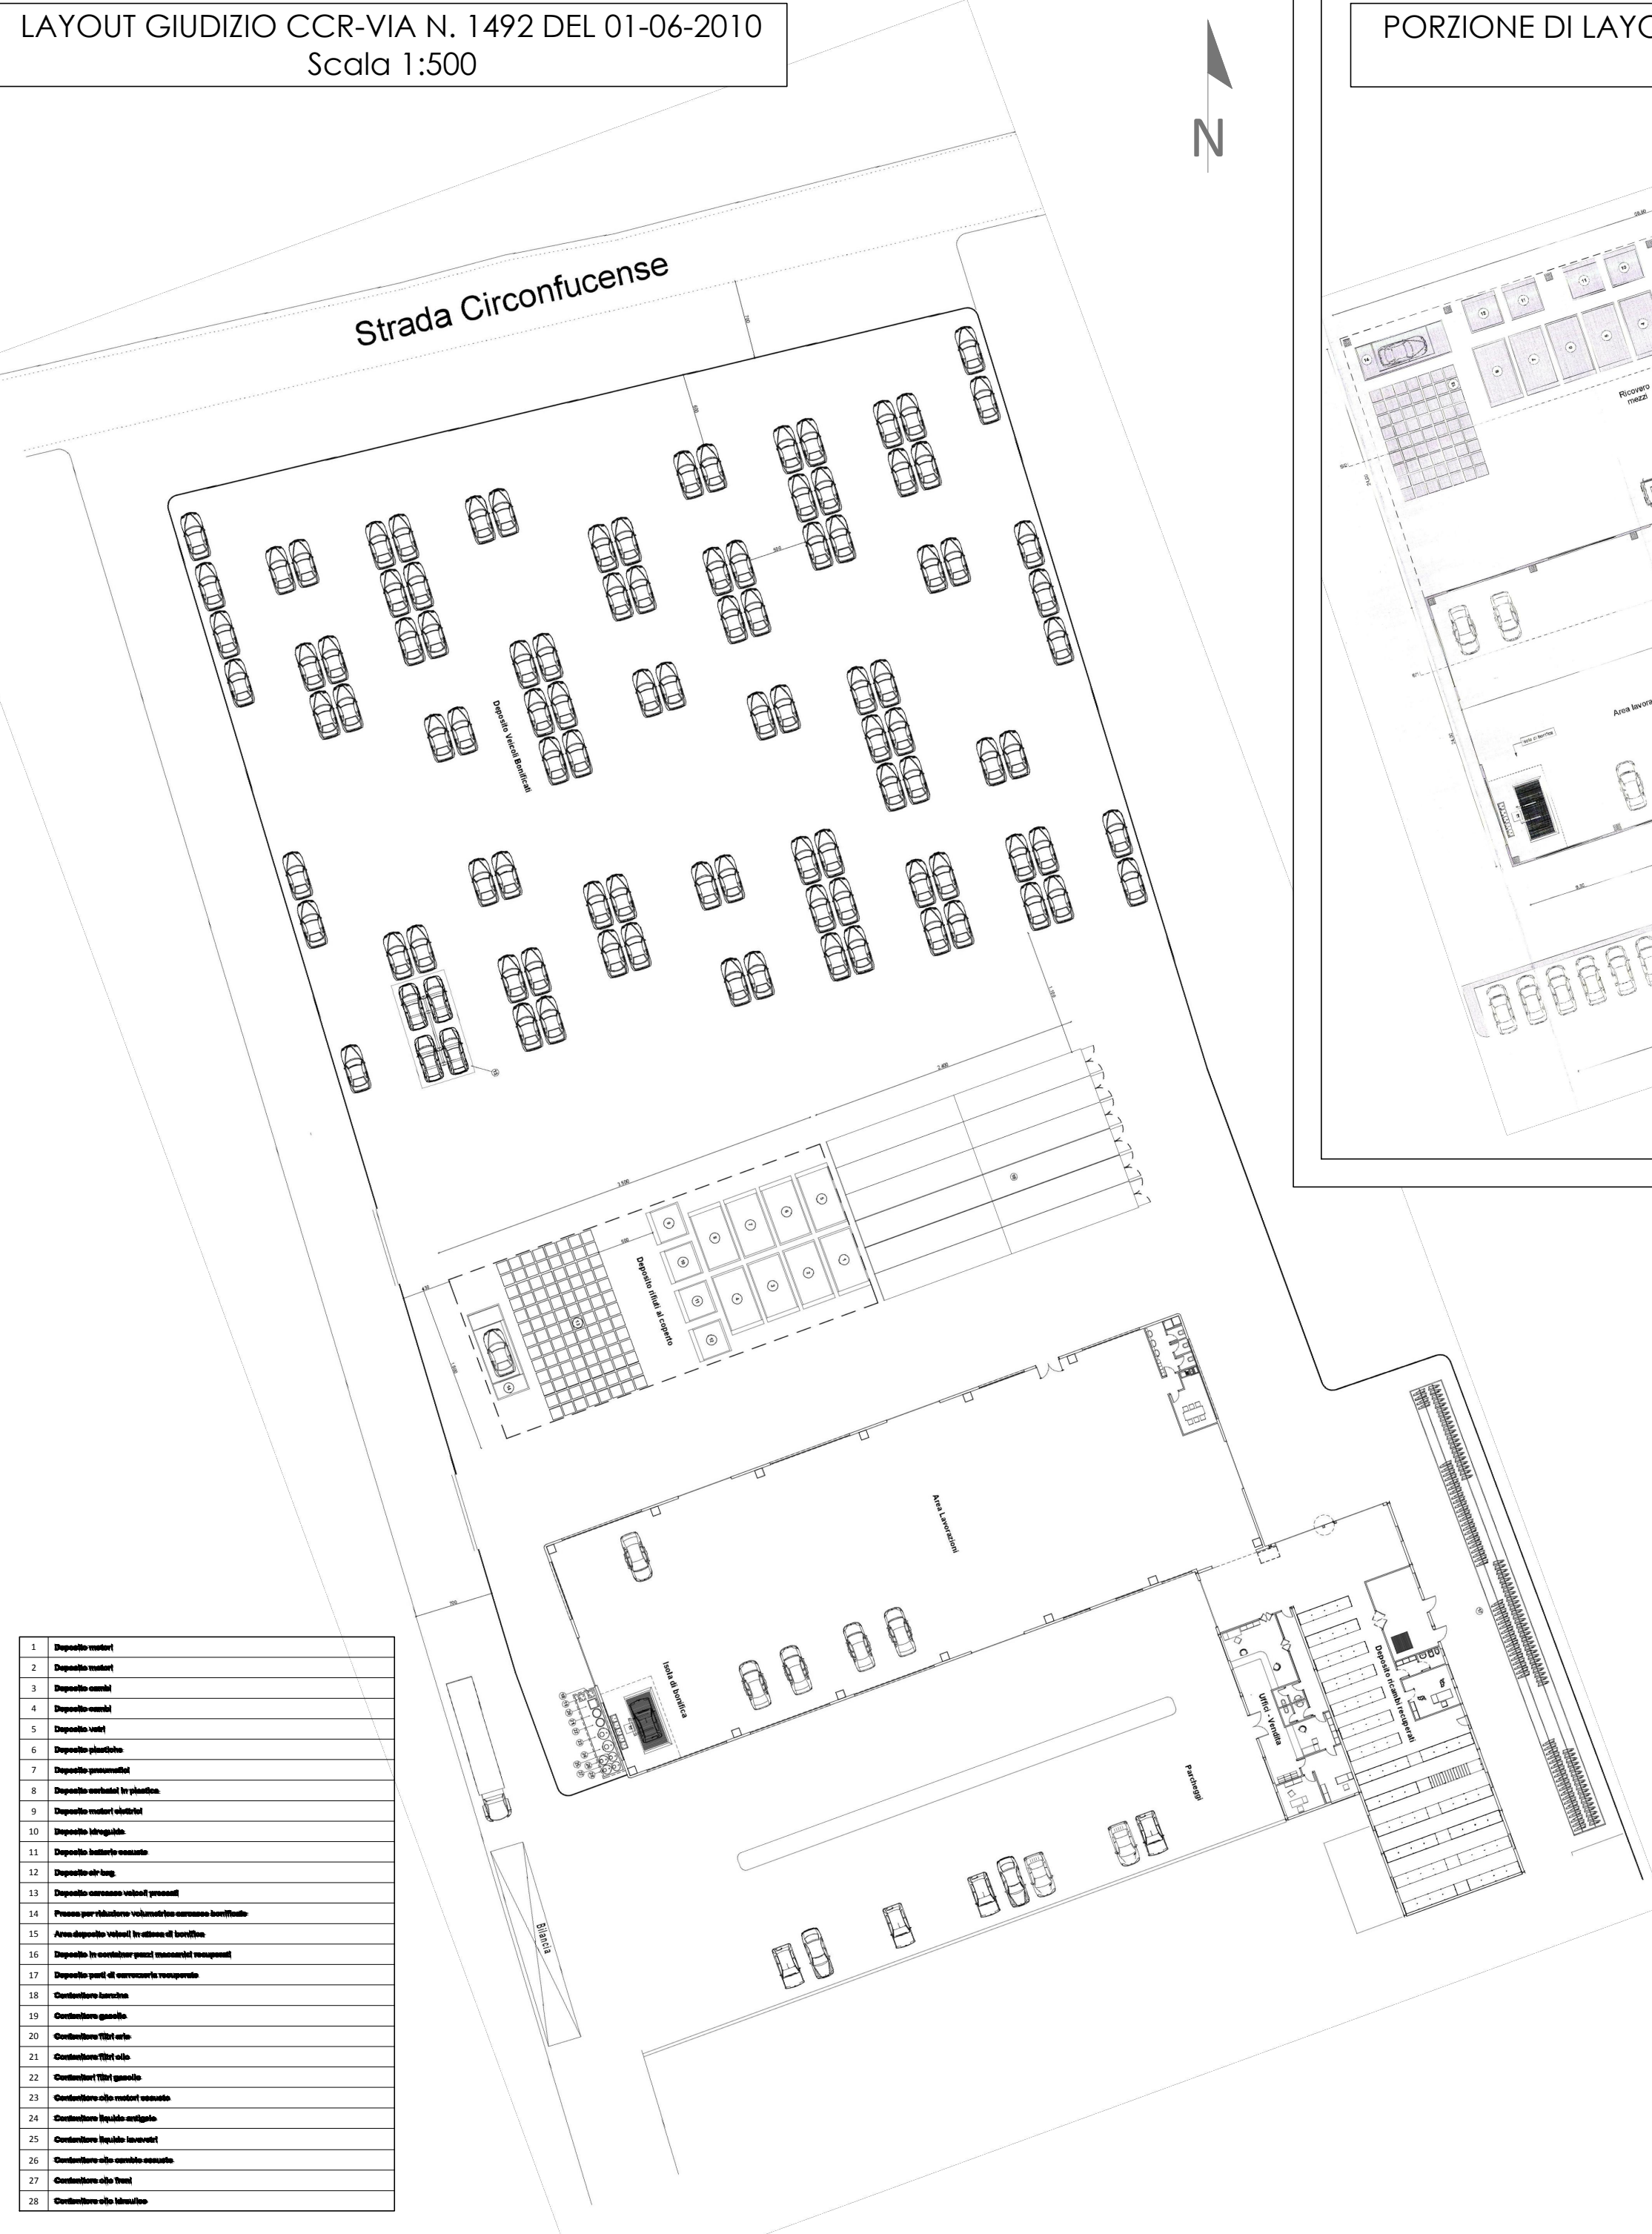 LAYOUT GIUDIZIO CCR-VIA N. 1492 DEL 01-06-2010
Scala 1:500
PORZIONE DI LAYO
N
Strada Circonfucense
Deposito Veicoli Bonificati
Deposito rifiuti al coperto
Area Lavorazioni
Isola di bonifica
Uffici - Vendita
Deposito ricambi recuperati
Parcheggi
Bilancia
Ricovero
mezzi
Area lavora
1 Deposito motori
2 Deposito motori
3 Deposito cambi
4 Deposito cambi
5 Deposito vetri
6 Deposito plastiche
7 Deposito pneumatici
8 Deposito serbatoi in plastica
9 Deposito motori elettrici
10 Deposito idroguide
11 Deposito batterie esauste
12 Deposito air bag
13 Deposito carcasse veicoli pressati
14 Pressa per riduzione volumetrica carcasse bonificate
15 Area deposito veicoli in attesa di bonifica
16 Deposito in container pezzi meccanici recuperati
17 Deposito parti di carrozzeria recuperate
18 Contenitore benzina
19 Contenitore gasolio
20 Contenitore filtri aria
21 Contenitore filtri olio
22 Contenitori filtri gasolio
23 Contenitore olio motori esausto
24 Contenitore liquido antigelo
25 Contenitore liquido lavavetri
26 Contenitore olio cambio esausto
27 Contenitore olio freni
28 Contenitore olio idraulico